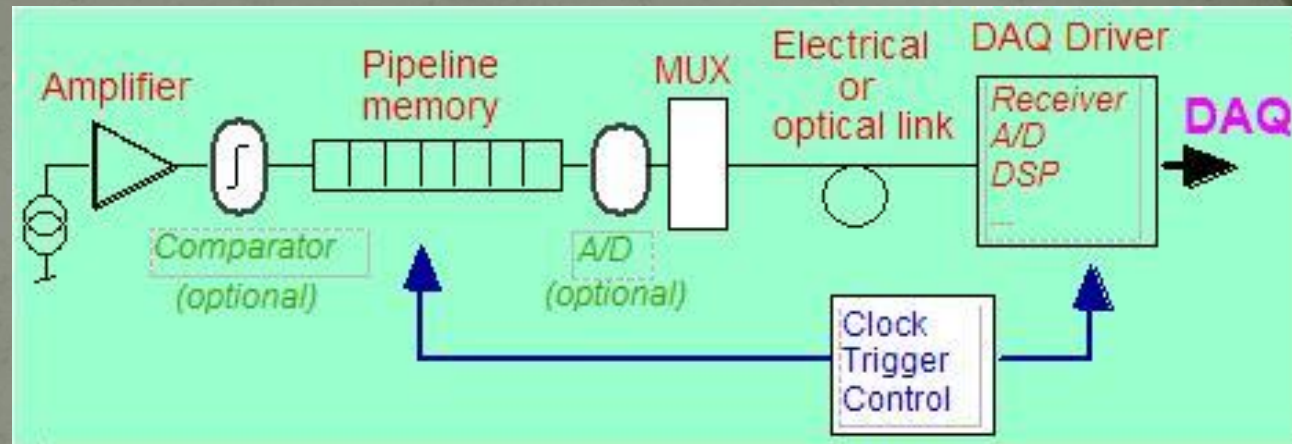 Amplifier
Pipeline
memory
MUX
Electrical
or
optical link
DAQ Driver
Receiver
A/D
DSP
...
DAQ
Comparator
(optional)
A/D
(optional)
Clock
Trigger
Control